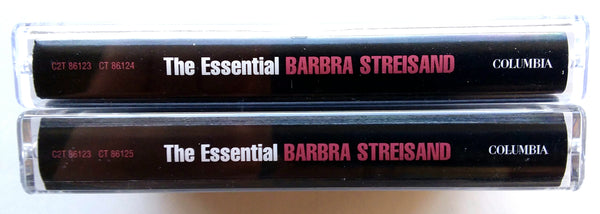 C2T 86123 CT 86124 The Essential BARBRA STREISAND COLUMBIA
C2T 86123 CT 86125 The Essential BARBRA STREISAND COLUMBIA